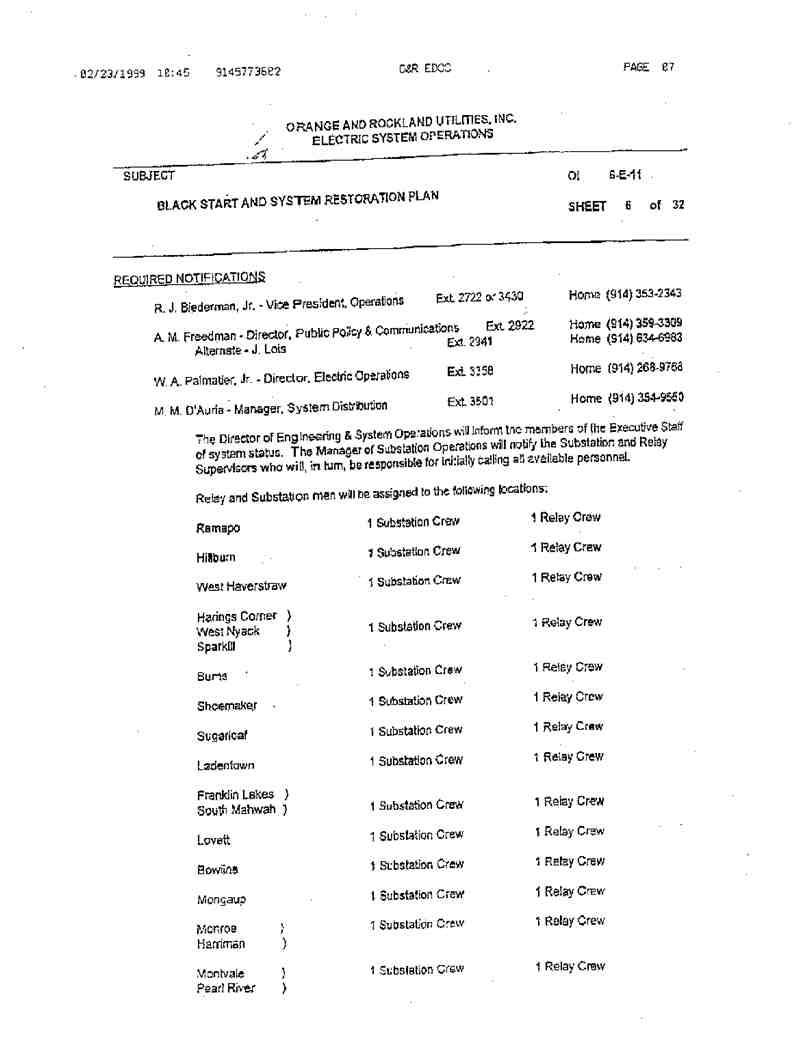 02/23/1999 10:45 9145773602 O&R EDCC PAGE 07
ORANGE AND ROCKLAND UTILITIES, INC.
ELECTRIC SYSTEM OPERATIONS
SUBJECT OI 6-E-11
BLACK START AND SYSTEM RESTORATION PLAN
SHEET 6 of 32
REQUIRED NOTIFICATIONS
R. J. Biederman, Jr. - Vice President, Operations Ext. 2722 or 3430 Home (914) 353-2343
A. M. Freedman - Director, Public Policy & Communications Ext. 2922 Home (914) 359-3309
Alternate - J. Lois Ext. 2941 Home (914) 634-6983
W. A. Palmatier, Jr. - Director, Electric Operations Ext. 3358 Home (914) 268-9768
M. M. D'Auria - Manager, System Distribution Ext. 3501 Home (914) 354-9550
The Director of Engineering & System Operations will inform the members of the Executive Staff
of system status. The Manager of Substation Operations will notify the Substation and Relay
Supervisors who will, in turn, be responsible for initially calling all available personnel.
Relay and Substation men will be assigned to the following locations:
Ramapo 1 Substation Crew 1 Relay Crew
Hillburn 1 Substation Crew 1 Relay Crew
West Haverstraw 1 Substation Crew 1 Relay Crew
Harings Corner )
West Nyack ) 1 Substation Crew 1 Relay Crew
Sparkill )
Burns 1 Substation Crew 1 Relay Crew
Shoemaker 1 Substation Crew 1 Relay Crew
Sugarloaf 1 Substation Crew 1 Relay Crew
Ladentown 1 Substation Crew 1 Relay Crew
Franklin Lakes )
South Mahwah ) 1 Substation Crew 1 Relay Crew
Lovett 1 Substation Crew 1 Relay Crew
Bowline 1 Substation Crew 1 Relay Crew
Mongaup 1 Substation Crew 1 Relay Crew
Monroe ) 1 Substation Crew 1 Relay Crew
Harriman )
Montvale ) 1 Substation Crew 1 Relay Crew
Pearl River )